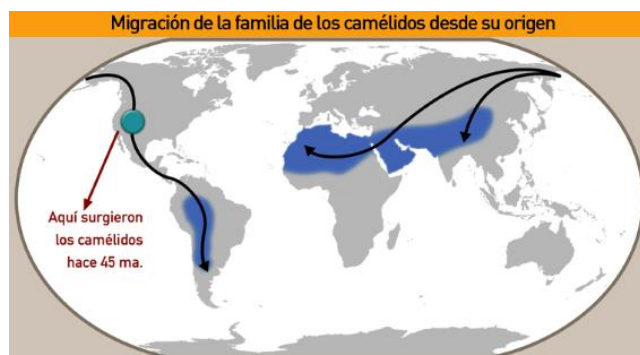 Migración de la familia de los camélidos desde su origen
Aquí surgieron
los camélidos
hace 45 ma.